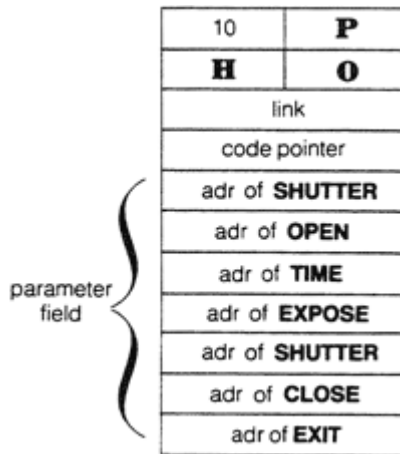 10 P
H O
link
code pointer
adr of SHUTTER
adr of OPEN
adr of TIME
parameter
field
adr of EXPOSE
adr of SHUTTER
adr of CLOSE
adr of EXIT